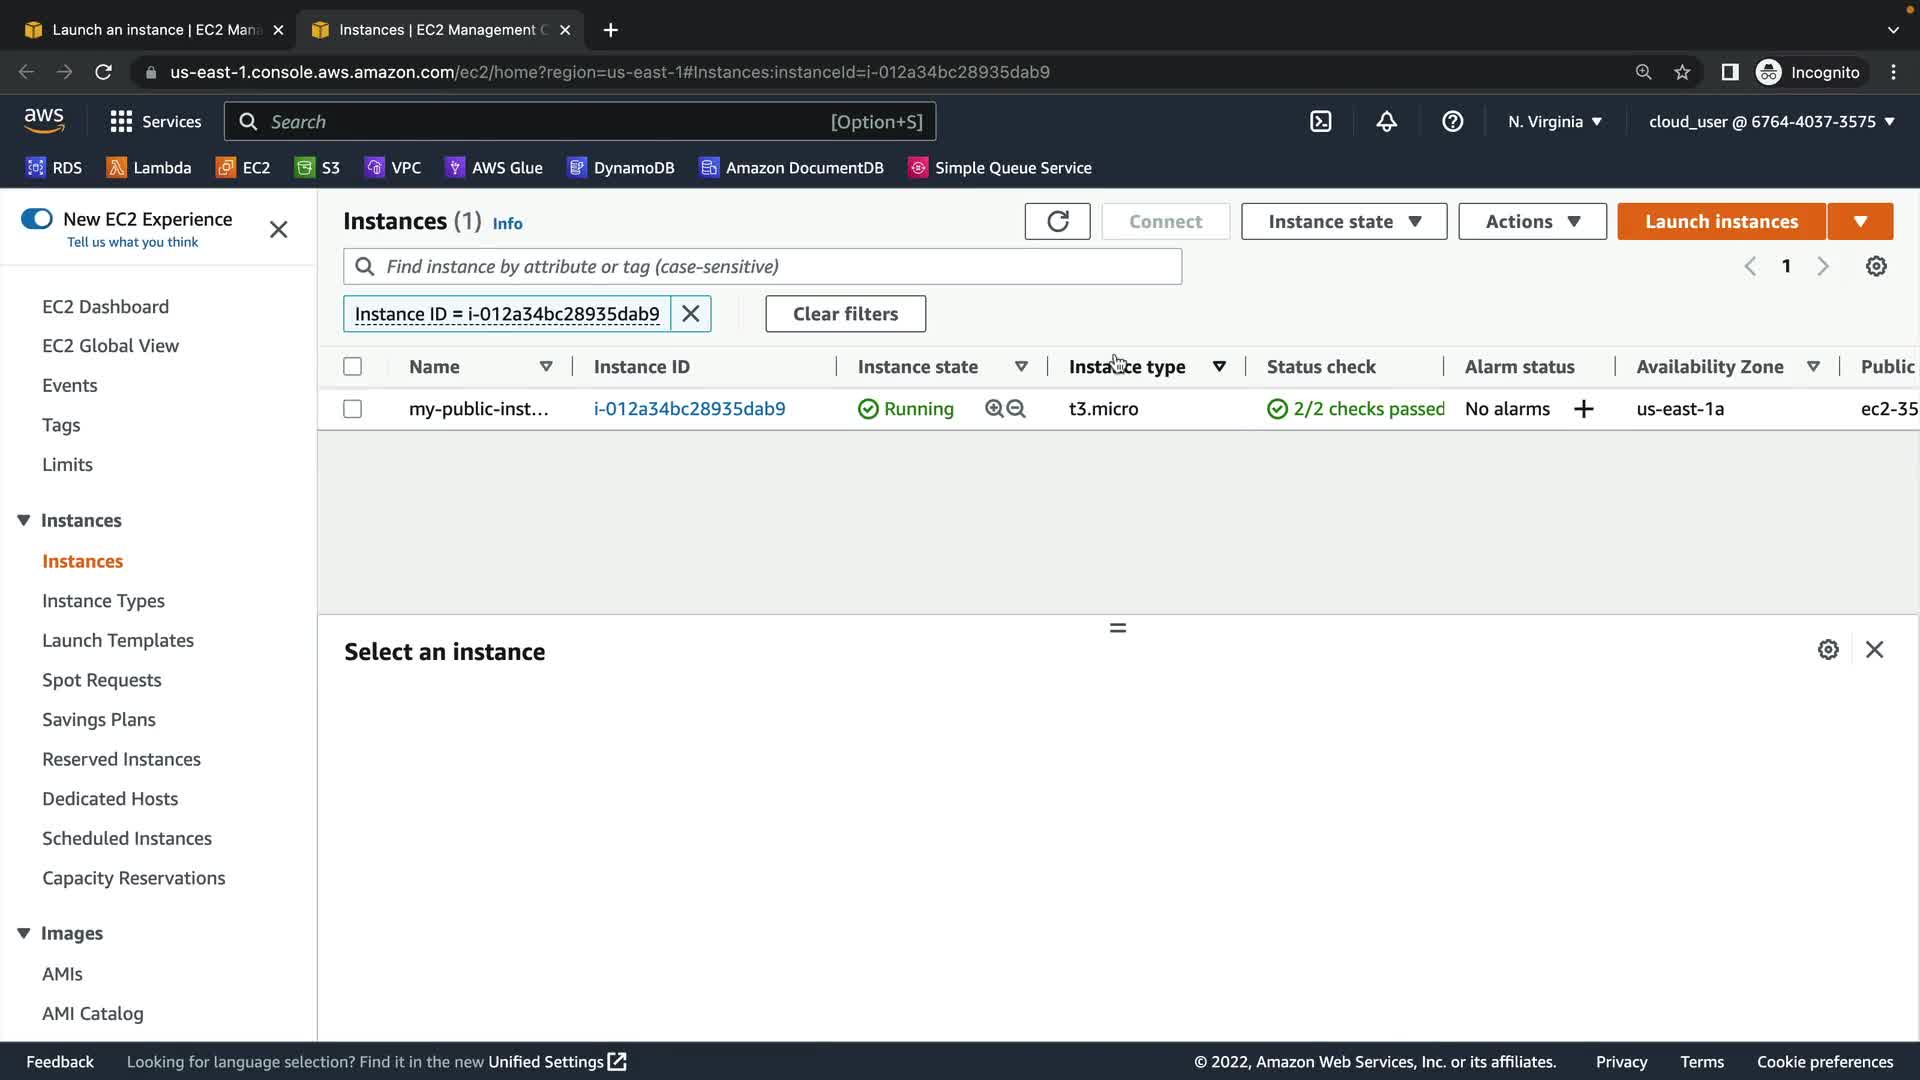 Launch an instance | EC2 Mana
Instances | EC2 Management C
us-east-1.console.aws.amazon.com/ec2/home?region=us-east-1#Instances:instanceId=i-012a34bc28935dab9
Incognito
aws
Services
Search
[Option+S]
N. Virginia
cloud_user @ 6764-4037-3575
RDS
Lambda
EC2
S3
VPC
AWS Glue
DynamoDB
Amazon DocumentDB
Simple Queue Service
New EC2 Experience
Tell us what you think
EC2 Dashboard
EC2 Global View
Events
Tags
Limits
Instances
Instances
Instance Types
Launch Templates
Spot Requests
Savings Plans
Reserved Instances
Dedicated Hosts
Scheduled Instances
Capacity Reservations
Images
AMIs
AMI Catalog
Instances (1) Info
Connect
Instance state
Actions
Launch instances
Find instance by attribute or tag (case-sensitive)
1
Instance ID = i-012a34bc28935dab9
Clear filters
Name Instance ID Instance state Instance type Status check Alarm status Availability Zone Public
my-public-inst... i-012a34bc28935dab9 Running t3.micro 2/2 checks passed No alarms us-east-1a ec2-35
Select an instance
Feedback
Looking for language selection? Find it in the new Unified Settings
© 2022, Amazon Web Services, Inc. or its affiliates.
Privacy
Terms
Cookie preferences